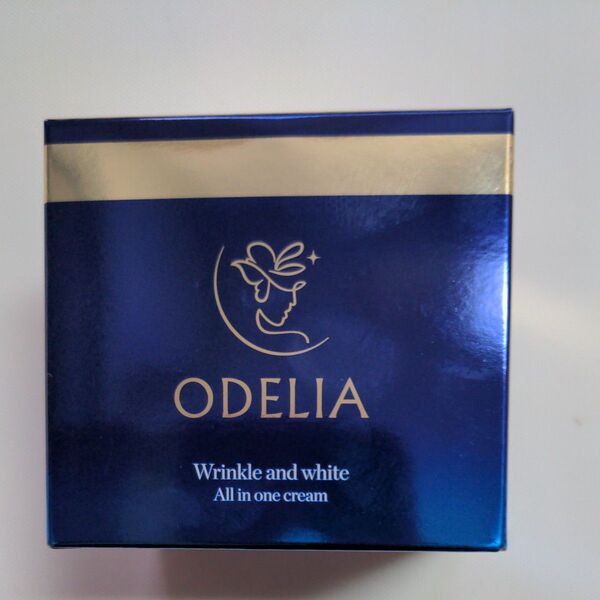 ODELIA
Wrinkle and white
All in one cream